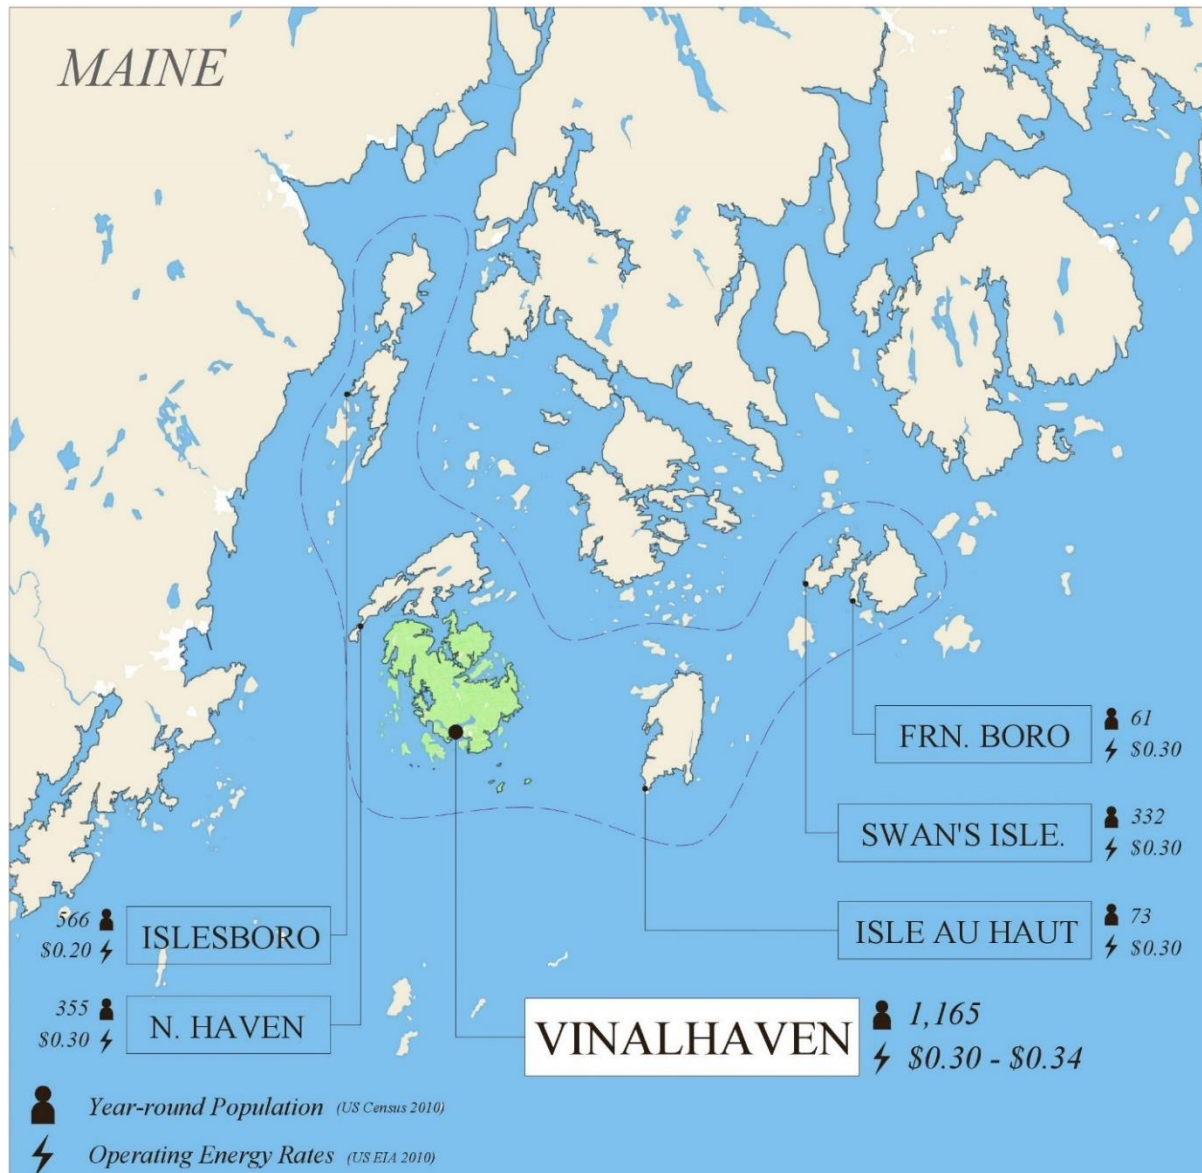 MAINE
FRN. BORO
61
$0.30
SWAN'S ISLE.
332
$0.30
ISLE AU HAUT
73
$0.30
566
$0.20
ISLESBORO
355
$0.30
N. HAVEN
VINALHAVEN
1,165
$0.30 - $0.34
Year-round Population (US Census 2010)
Operating Energy Rates (US EIA 2010)